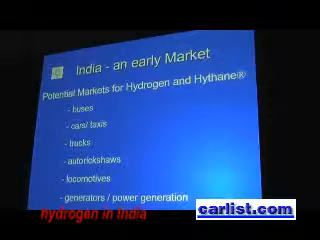 India - an early Market
Potential Markets for Hydrogen and Hythane®
- buses
- cars/ taxis
- trucks
- autorickshaws
- locomotives
- generators / power generation
hydrogen in India
carlist.com